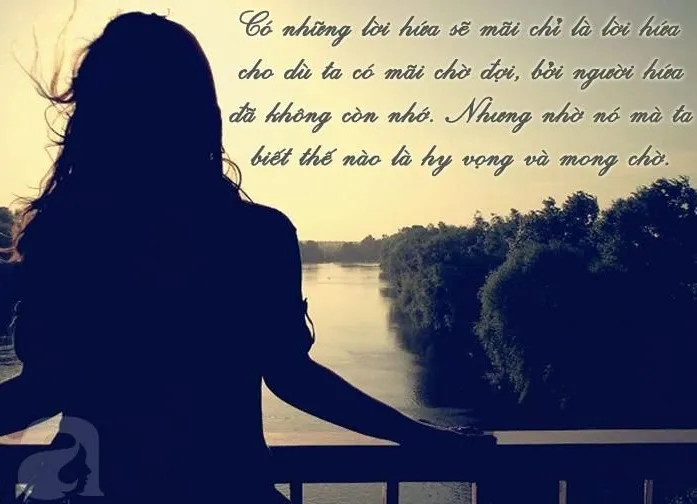 Có những lời hứa sẽ mãi chỉ là lời hứa
cho dù ta có mãi chờ đợi, bởi người hứa
đã không còn nhớ. Nhưng nhờ nó mà ta
biết thế nào là hy vọng và mong chờ.